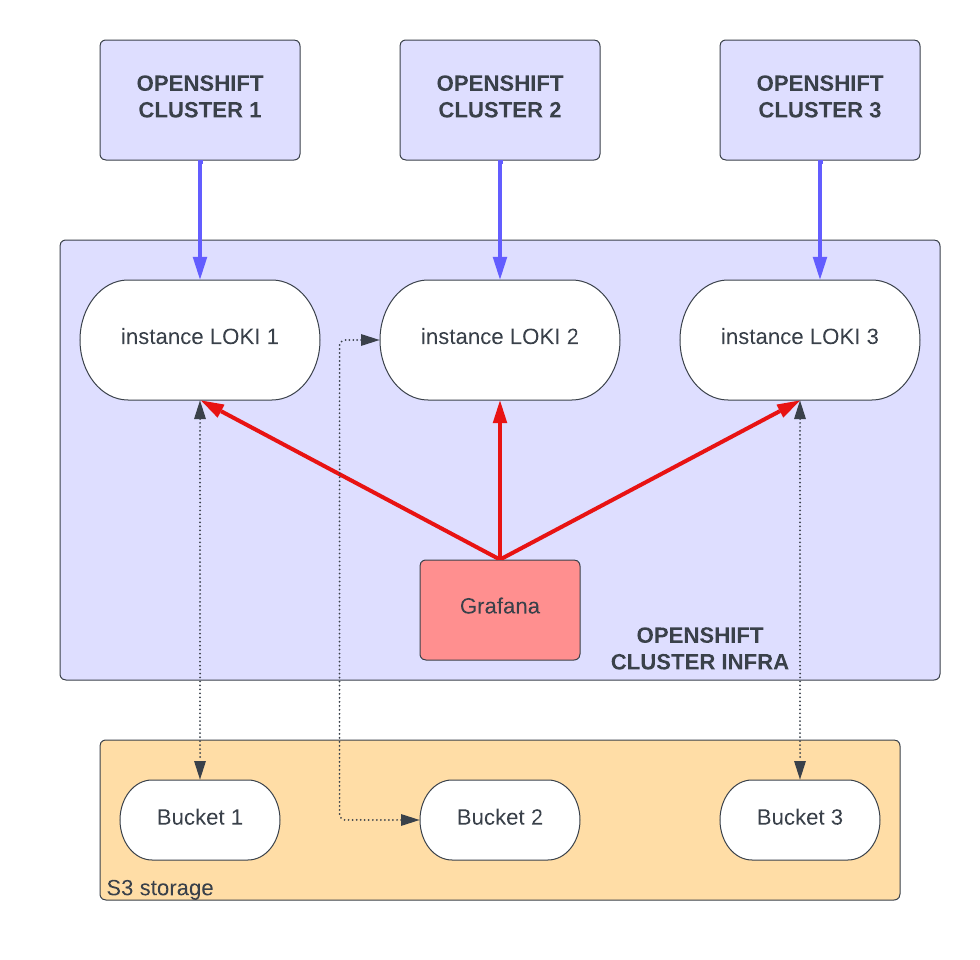 OPENSHIFT
CLUSTER 1
OPENSHIFT
CLUSTER 2
OPENSHIFT
CLUSTER 3
instance LOKI 1
instance LOKI 2
instance LOKI 3
Grafana
OPENSHIFT
CLUSTER INFRA
Bucket 1
Bucket 2
Bucket 3
S3 storage